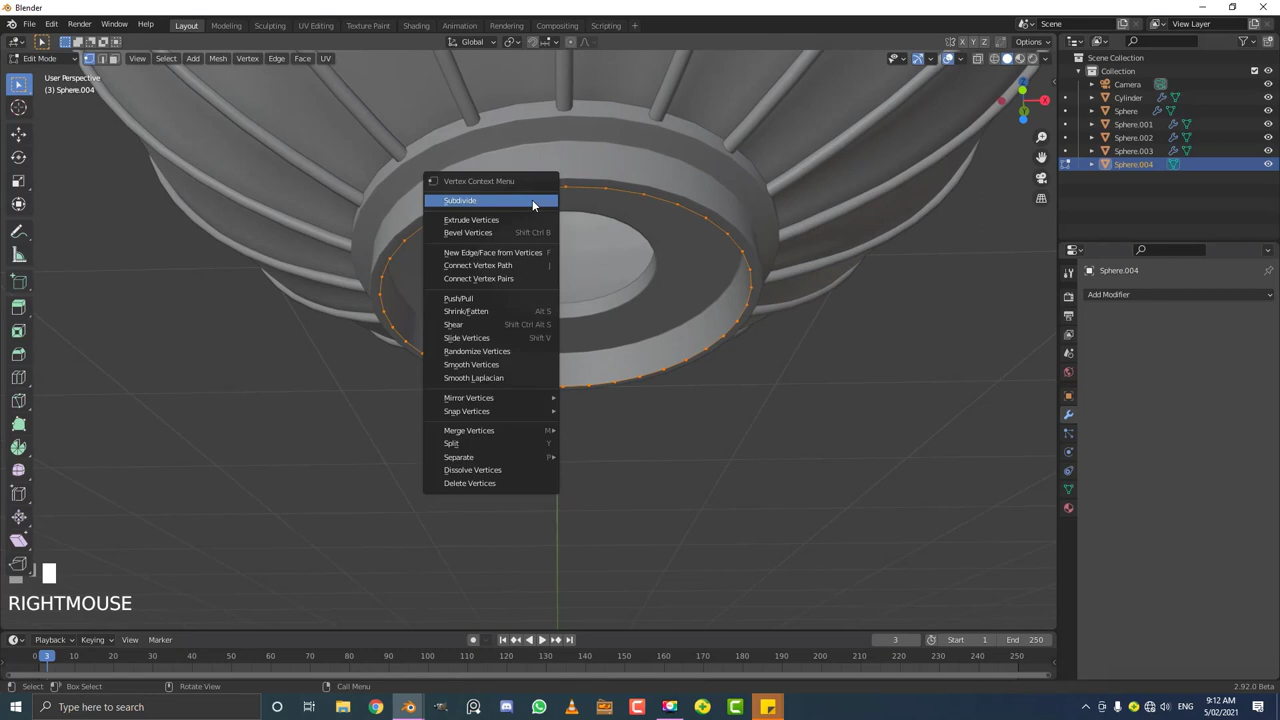 Blender
File Edit Render Window Help Layout Modeling Sculpting UV Editing Texture Paint Shading Animation Rendering Compositing Scripting + Scene View Layer
Global X Y Z Options
Edit Mode View Select Add Mesh Vertex Edge Face UV
User Perspective
(3) Sphere.004
Scene Collection
Collection
Camera
Cylinder
Sphere
Sphere.001
Sphere.002
Sphere.003
Sphere.004
Z
X
Y
Sphere.004
Add Modifier
Vertex Context Menu
Subdivide
Extrude Vertices
Bevel Vertices Shift Ctrl B
New Edge/Face from Vertices F
Connect Vertex Path J
Connect Vertex Pairs
Push/Pull
Shrink/Fatten Alt S
Shear Shift Ctrl Alt S
Slide Vertices Shift V
Randomize Vertices
Smooth Vertices
Smooth Laplacian
Mirror Vertices
Snap Vertices
Merge Vertices M
Split Y
Separate P
Dissolve Vertices
Delete Vertices
RIGHTMOUSE
Playback Keying View Marker 3 Start 1 End 250
0 3 10 20 30 40 50 60 70 80 90 100 110 120 130 140 150 160 170 180 190 200 210 220 230 240 250
Select Box Select Rotate View Call Menu 2.92.0 Beta
Type here to search
9:12 AM
5/02/2021